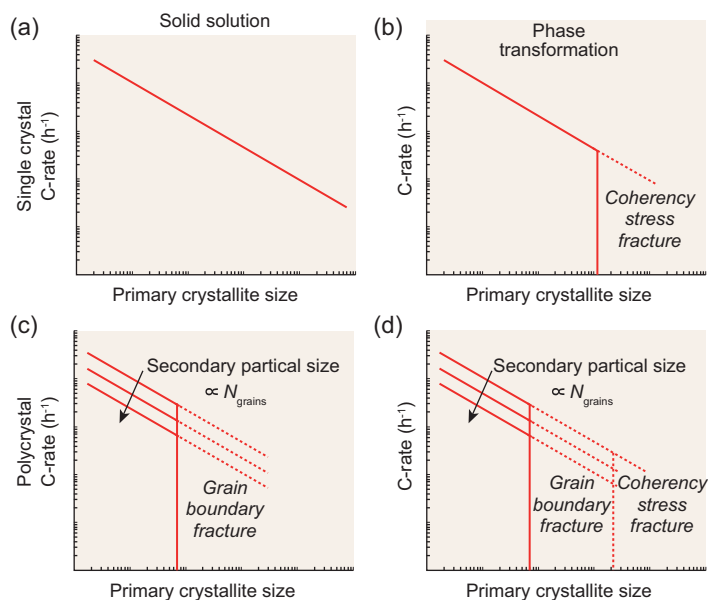 (a)
Solid solution
Single crystal
C-rate (h⁻¹)
Primary crystallite size
(b)
Phase
transformation
C-rate (h⁻¹)
Coherency
stress
fracture
Primary crystallite size
(c)
Secondary partical size
∝ N_grains
Polycrystal
C-rate (h⁻¹)
Grain
boundary
fracture
Primary crystallite size
(d)
Secondary partical size
∝ N_grains
C-rate (h⁻¹)
Grain
boundary
fracture
Coherency
stress
fracture
Primary crystallite size